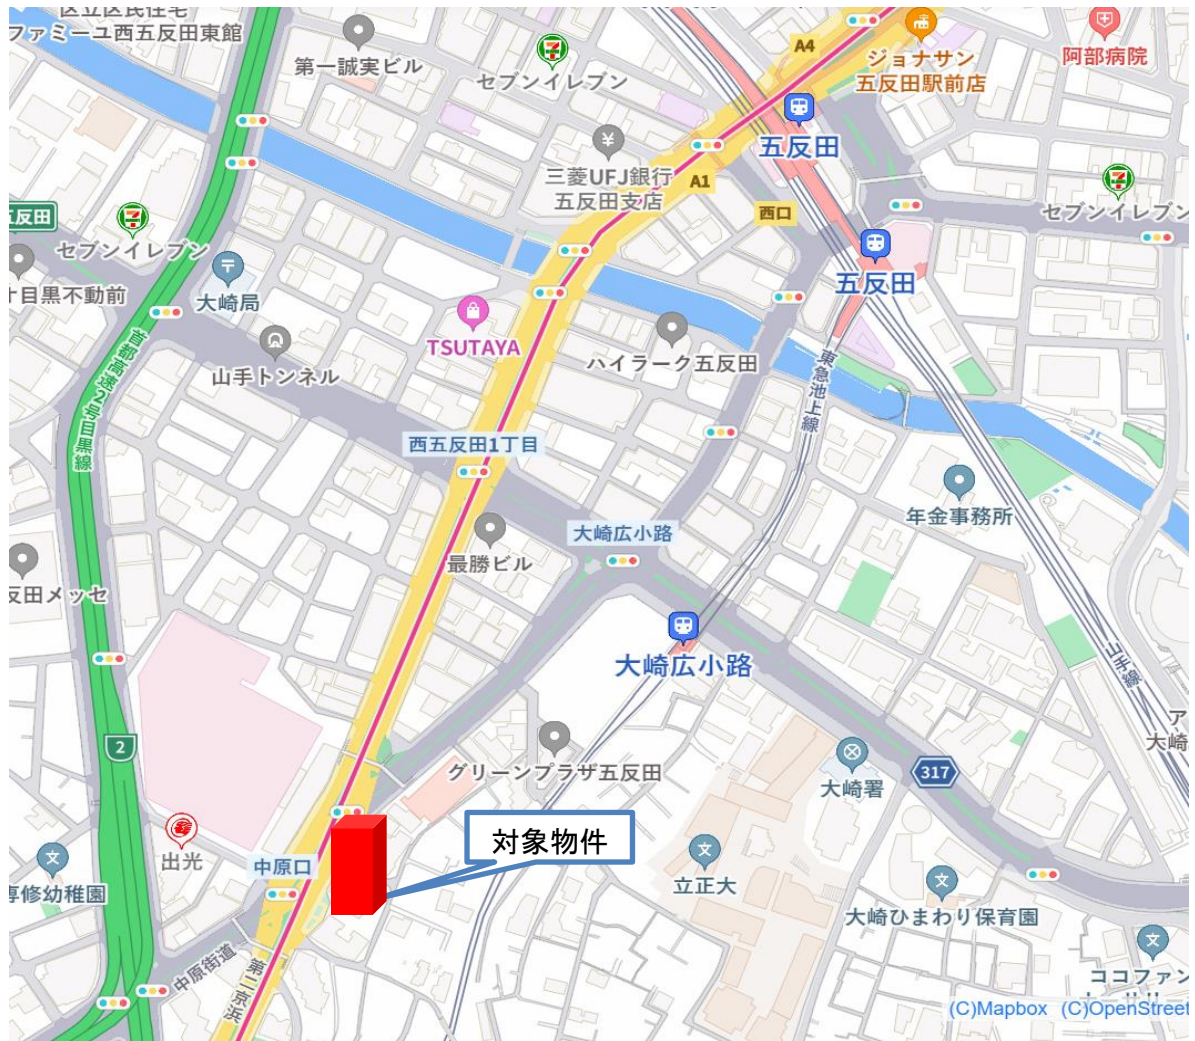 区立区民住宅
ファミーユ西五反田東館
第一誠実ビル
セブンイレブン
A4
ジョナサン
五反田駅前店
阿部病院
五反田
三菱UFJ銀行
五反田支店
A1
西口
セブンイレブン
五反田
セブンイレブン
大崎局
目黒不動前
五反田
TSUTAYA
ハイラーク五反田
山手トンネル
首都高速2号目黒線
東急池上線
西五反田1丁目
年金事務所
大崎広小路
最勝ビル
反田メッセ
大崎広小路
山手線
ア
大崎
2
グリーンプラザ五反田
大崎署
317
対象物件
出光
中原口
専修幼稚園
文
文
立正大
文
大崎ひまわり保育園
文
中原街道
第二京浜
ココファン
(C)Mapbox (C)OpenStreet